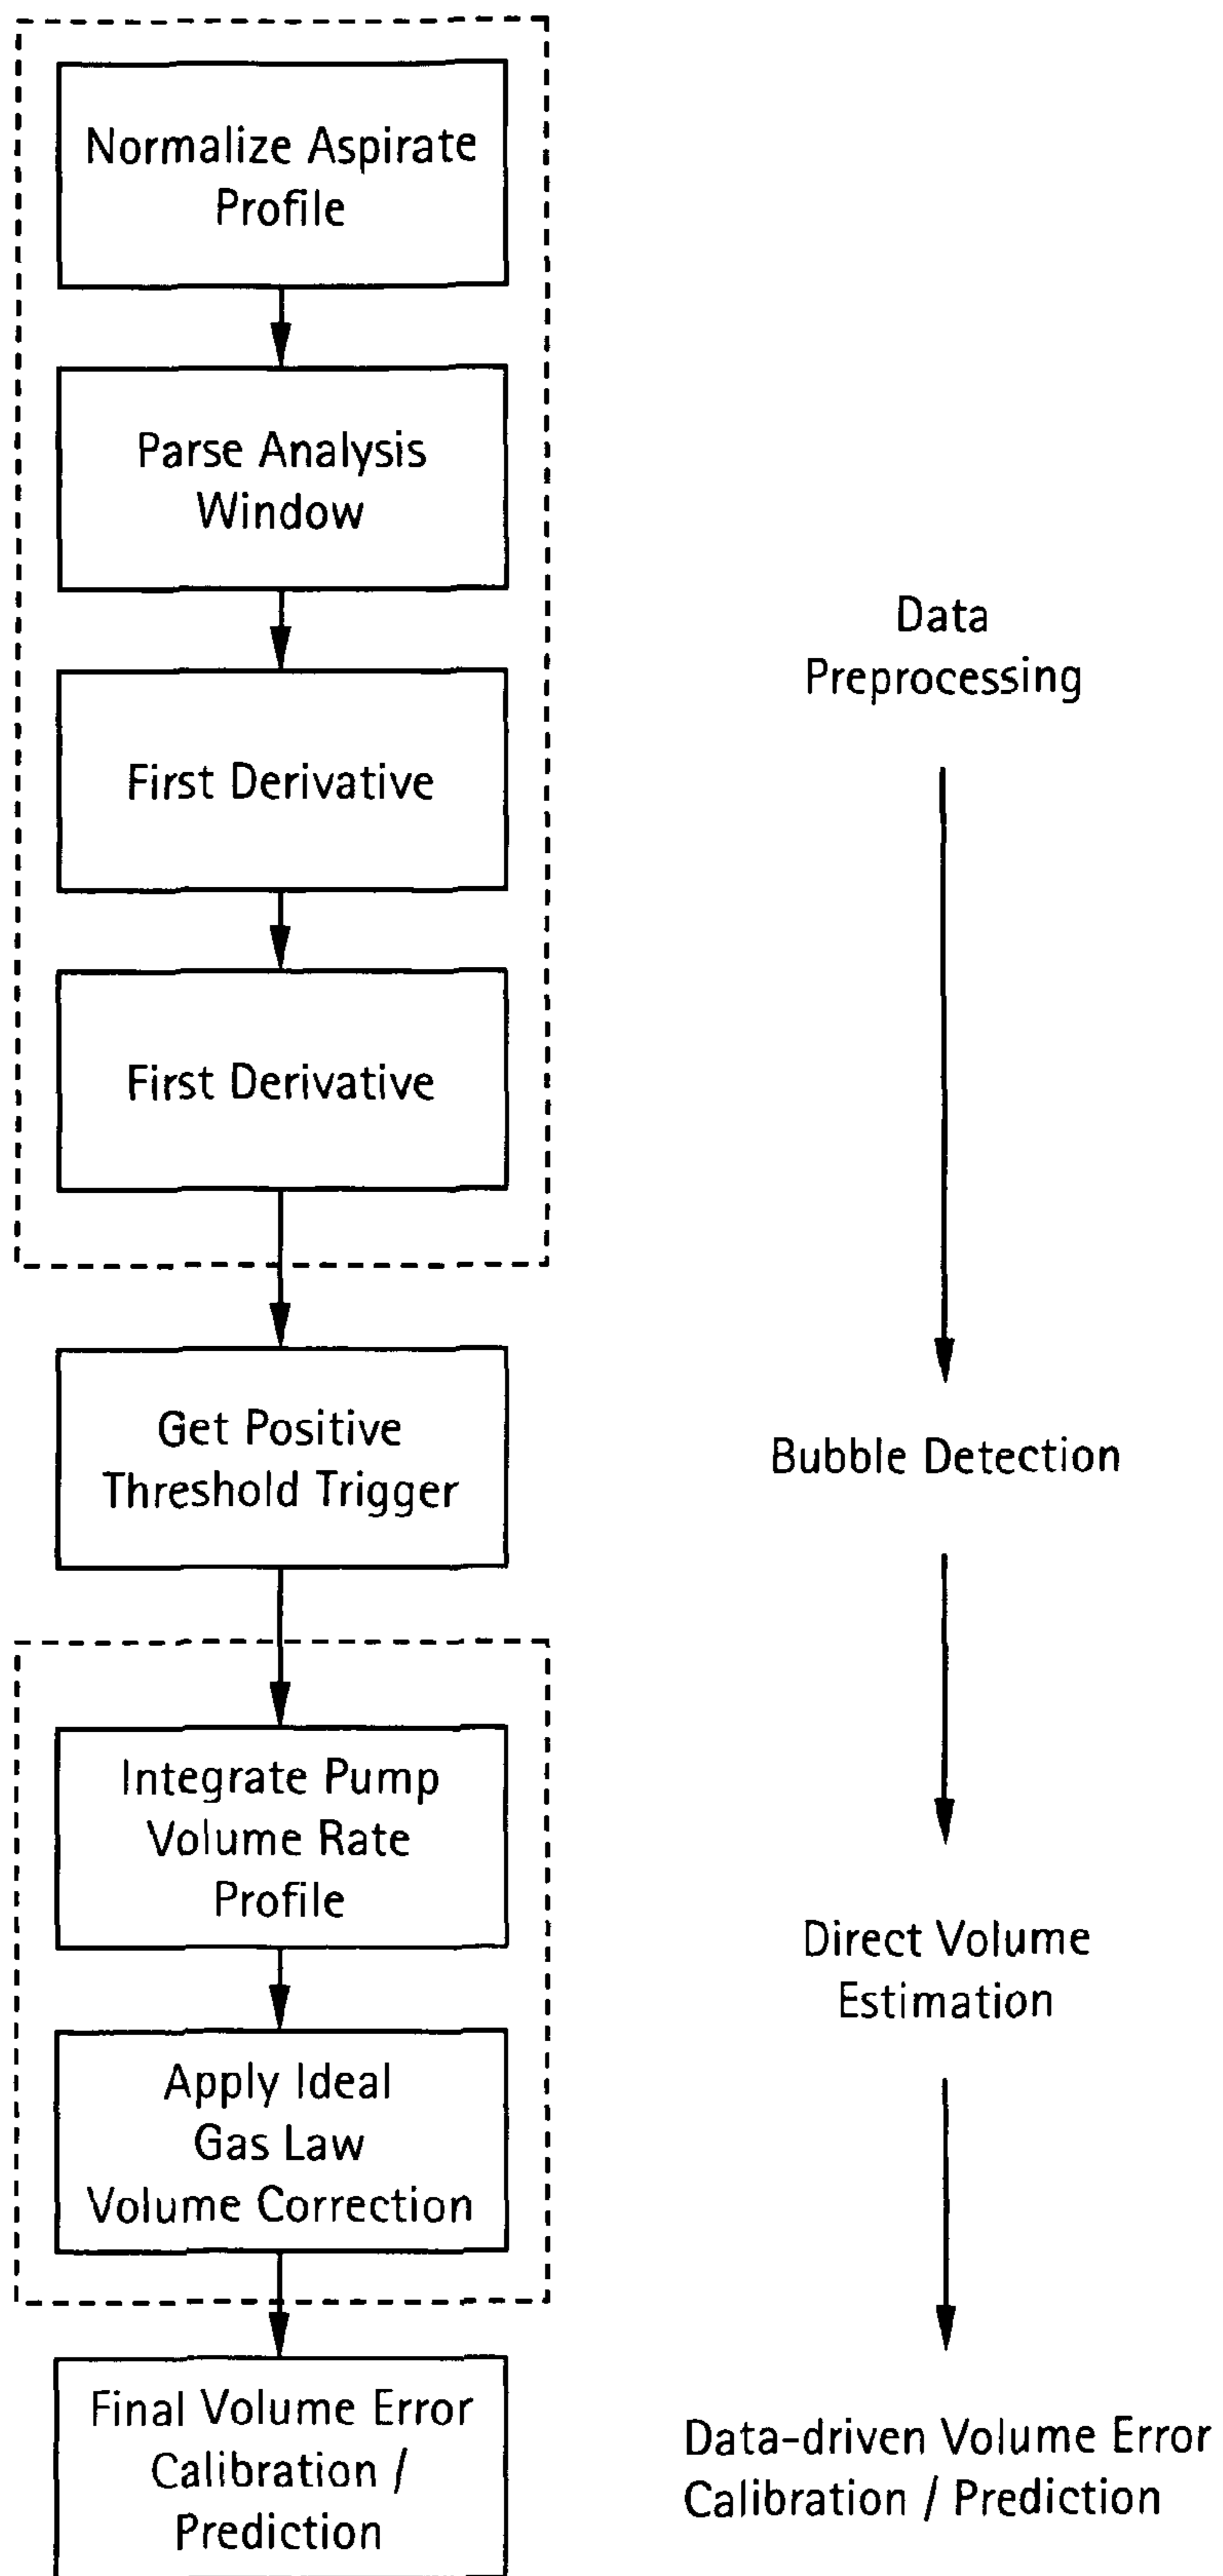 Normalize Aspirate
Profile
Parse Analysis
Window
First Derivative
First Derivative
Get Positive
Threshold Trigger
Integrate Pump
Volume Rate
Profile
Apply Ideal
Gas Law
Volume Correction
Final Volume Error
Calibration /
Prediction
Data
Preprocessing
Bubble Detection
Direct Volume
Estimation
Data-driven Volume Error
Calibration / Prediction